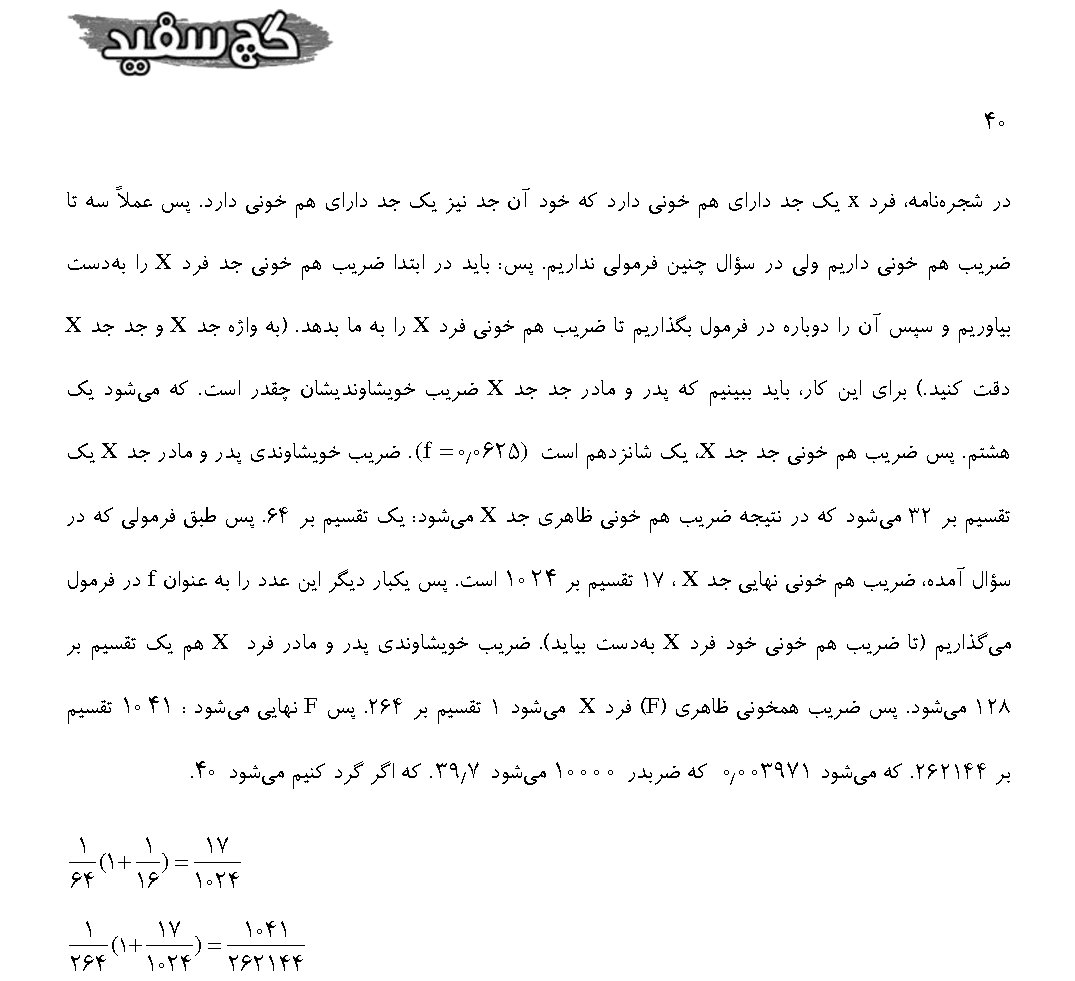 گچ سفید
۴۰
در شجره‌نامه، فرد x یک جد دارای هم خونی دارد که خود آن جد نیز یک جد دارای هم خونی دارد. پس عملاً سه تا
ضریب هم خونی داریم ولی در سؤال چنین فرمولی نداریم. پس: باید در ابتدا ضریب هم خونی جد فرد X را به‌دست
بیاوریم و سپس آن را دوباره در فرمول بگذاریم تا ضریب هم خونی فرد X را به ما بدهد. (به واژه جد X و جد جد X
دقت کنید.) برای این کار، باید ببینیم که پدر و مادر جد جد X ضریب خویشاوندیشان چقدر است. که می‌شود یک
هشتم. پس ضریب هم خونی جد جد X، یک شانزدهم است (f = ۰٫۰۶۲۵). ضریب خویشاوندی پدر و مادر جد X یک
تقسیم بر ۳۲ می‌شود که در نتیجه ضریب هم خونی ظاهری جد X می‌شود: یک تقسیم بر ۶۴. پس طبق فرمولی که در
سؤال آمده، ضریب هم خونی نهایی جد X ، ۱۷ تقسیم بر ۱۰۲۴ است. پس یکبار دیگر این عدد را به عنوان f در فرمول
می‌گذاریم (تا ضریب هم خونی خود فرد X به‌دست بیاید). ضریب خویشاوندی پدر و مادر فرد X هم یک تقسیم بر
۱۲۸ می‌شود. پس ضریب همخونی ظاهری (F) فرد X می‌شود ۱ تقسیم بر ۲۶۴. پس F نهایی می‌شود : ۱۰۴۱ تقسیم
بر ۲۶۲۱۴۴. که می‌شود ۰٫۰۰۳۹۷۱ که ضربدر ۱۰۰۰۰ می‌شود ۳۹٫۷. که اگر گرد کنیم می‌شود ۴۰.
۱/۶۴(۱+۱/۱۶)=۱۷/۱۰۲۴
۱/۲۶۴(۱+۱۷/۱۰۲۴)=۱۰۴۱/۲۶۲۱۴۴